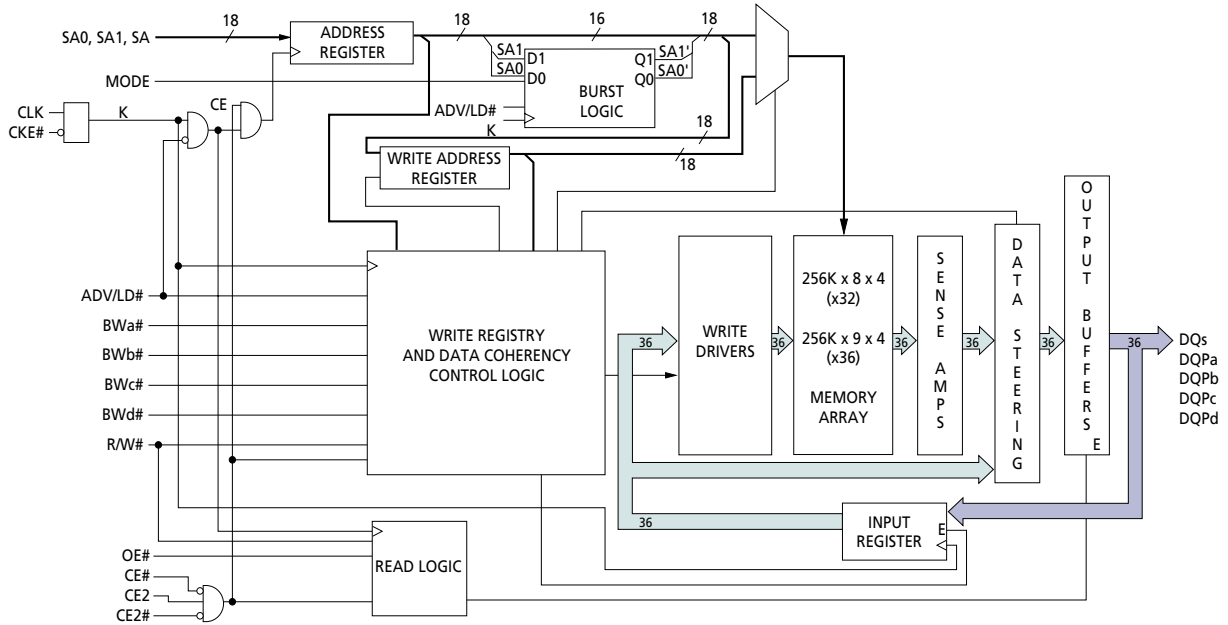 SA0, SA1, SA
18
ADDRESS
REGISTER
18
16
18
MODE
SA1
SA0
D1
D0
Q1
Q0
SA1'
SA0'
BURST
LOGIC
ADV/LD#
K
CLK
CKE#
K
CE
18
18
WRITE ADDRESS
REGISTER
ADV/LD#
BWa#
BWb#
BWc#
BWd#
R/W#
WRITE REGISTRY
AND DATA COHERENCY
CONTROL LOGIC
36
WRITE
DRIVERS
36
256K x 8 x 4
(x32)
256K x 9 x 4
(x36)
MEMORY
ARRAY
36
SENSE AMPS
36
DATA STEERING
36
OUTPUT BUFFERS
E
36
DQs
DQPa
DQPb
DQPc
DQPd
36
INPUT
REGISTER
E
OE#
CE#
CE2
CE2#
READ LOGIC